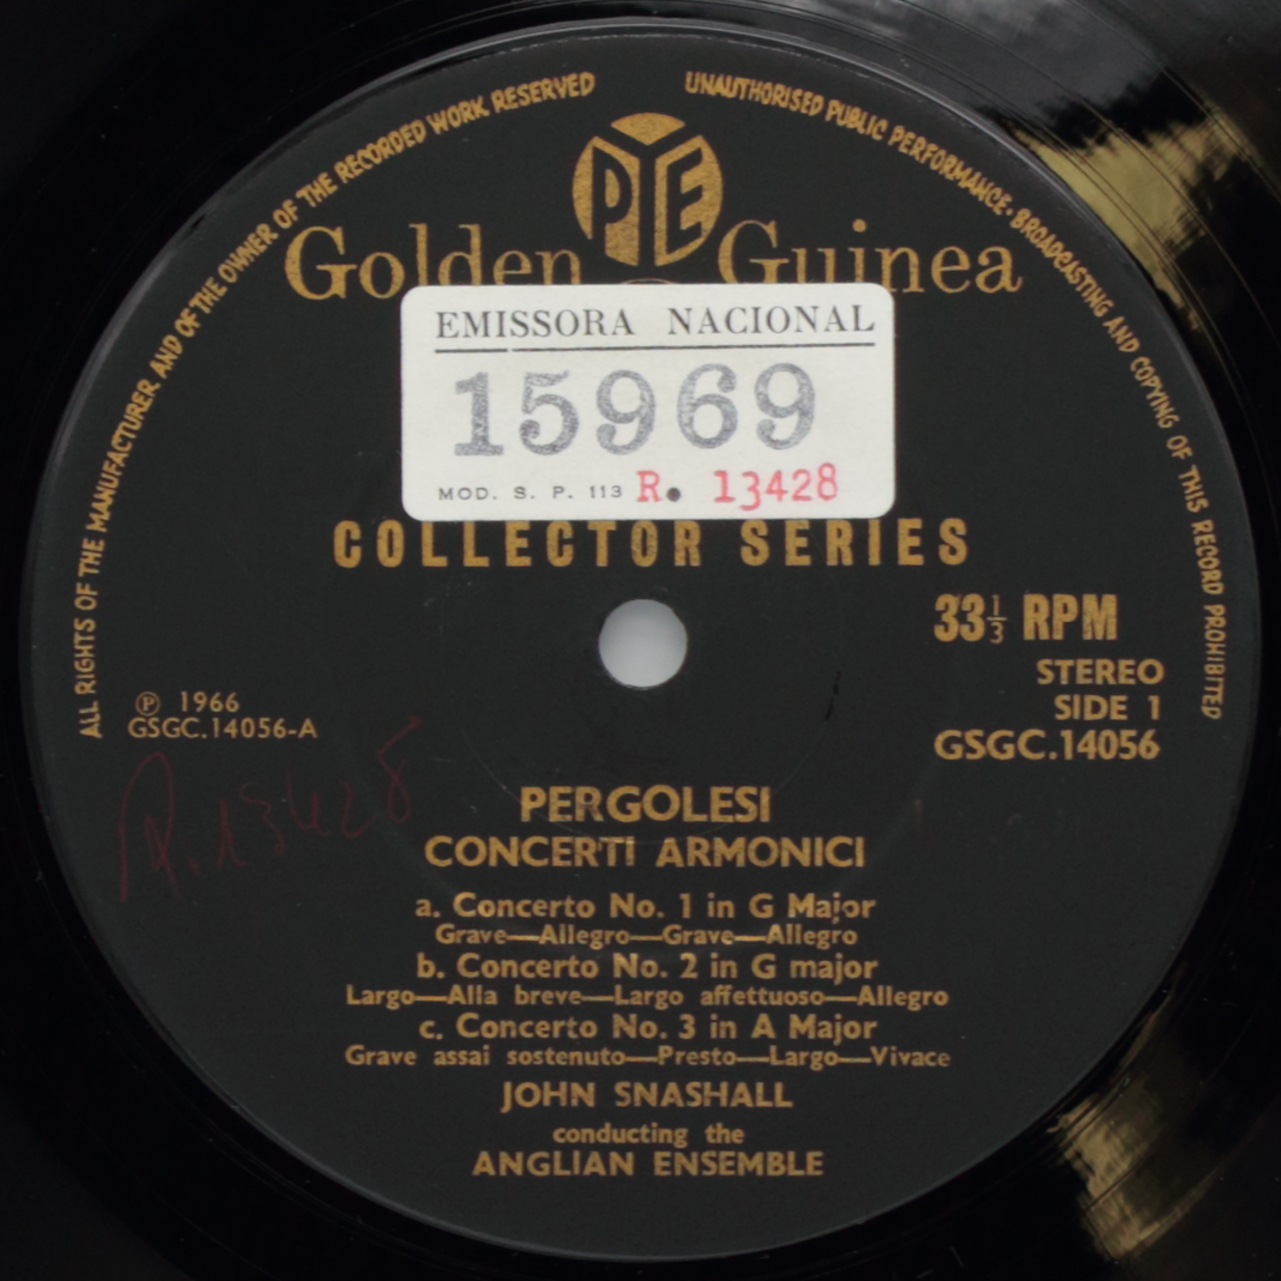 ALL RIGHTS OF THE MANUFACTURER AND OF THE OWNER OF THE RECORDED WORK RESERVED
UNAUTHORISED PUBLIC PERFORMANCE·BROADCASTING AND COPYING OF THIS RECORD PROHIBITED
PYE
Golden Guinea
EMISSORA NACIONAL
15969
MOD. S. P. 113 R. 13428
COLLECTOR SERIES
33⅓ RPM
STEREO
SIDE 1
GSGC.14056
℗ 1966
GSGC.14056-A
R.13428
PERGOLESI
CONCERTI ARMONICI
a. Concerto No. 1 in G Major
Grave—Allegro—Grave—Allegro
b. Concerto No. 2 in G major
Largo—Alla breve—Largo affettuoso—Allegro
c. Concerto No. 3 in A Major
Grave assai sostenuto—Presto—Largo—Vivace
JOHN SNASHALL
conducting the
ANGLIAN ENSEMBLE